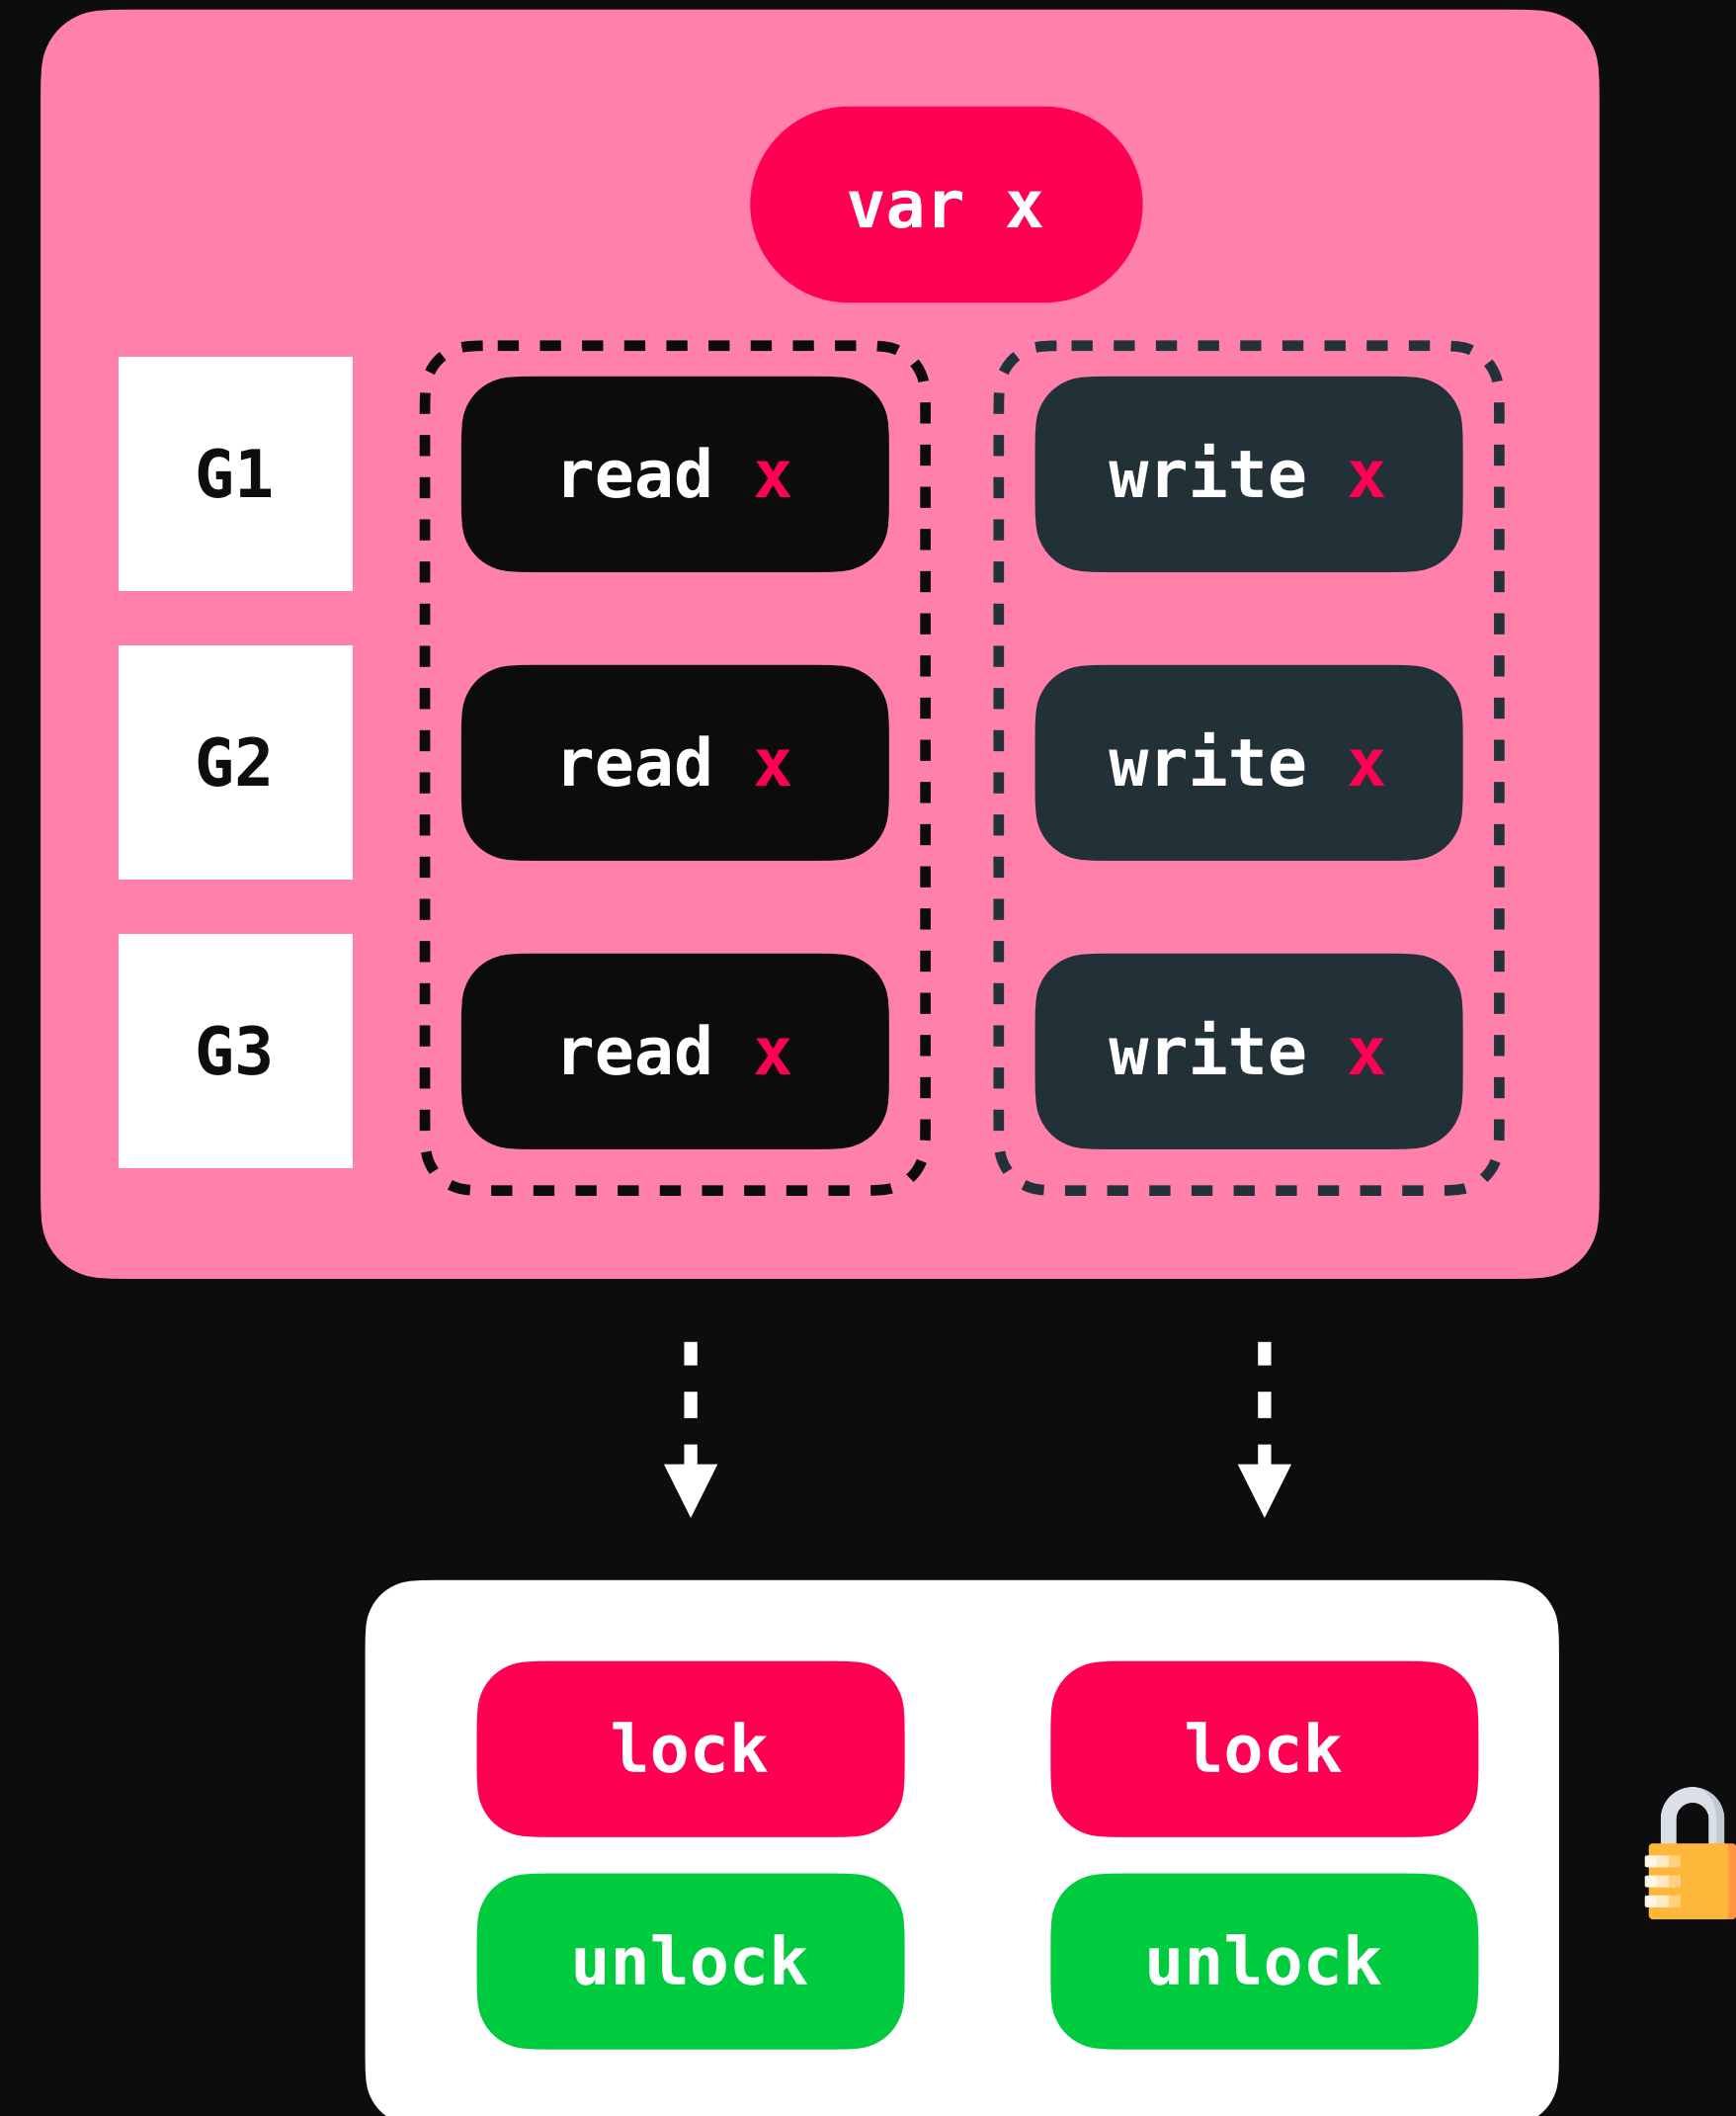 var x
G1 read x write x
G2 read x write x
G3 read x write x
lock lock
unlock unlock